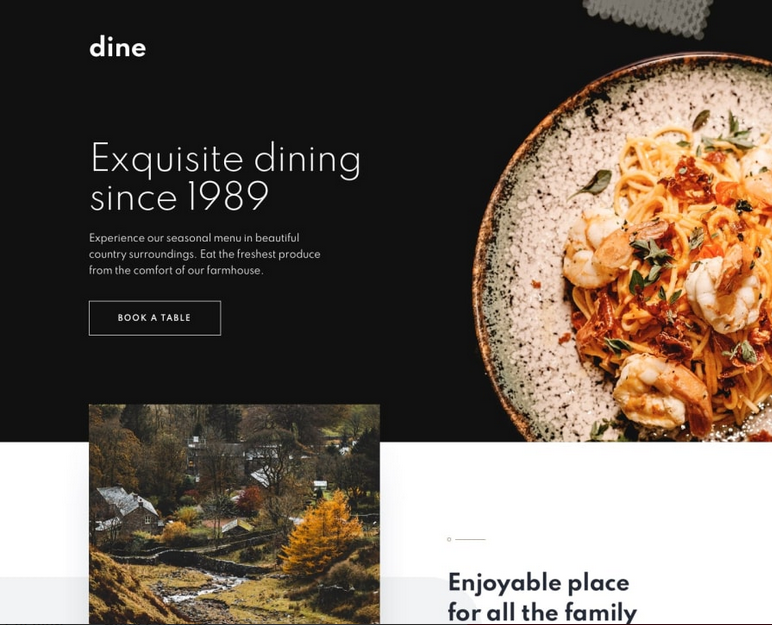 dine
Exquisite dining
since 1989
Experience our seasonal menu in beautiful
country surroundings. Eat the freshest produce
from the comfort of our farmhouse.
BOOK A TABLE
Enjoyable place
for all the family